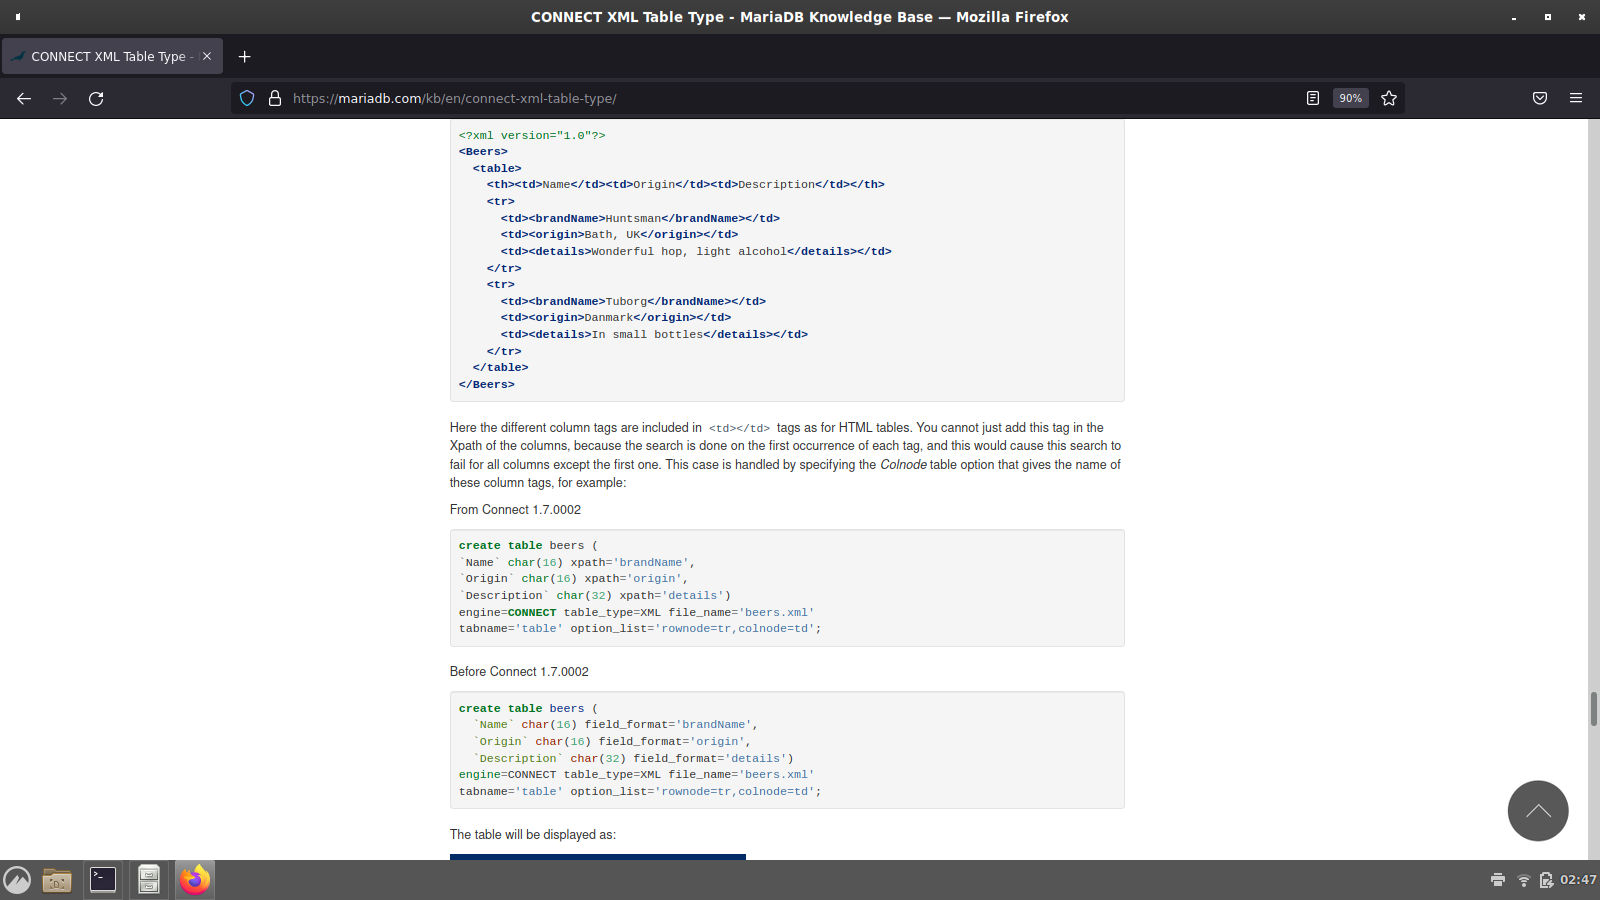 CONNECT XML Table Type - MariaDB Knowledge Base — Mozilla Firefox
CONNECT XML Table Type -
https://mariadb.com/kb/en/connect-xml-table-type/
90%
<?xml version="1.0"?>
<Beers>
  <table>
    <th><td>Name</td><td>Origin</td><td>Description</td></th>
    <tr>
      <td><brandName>Huntsman</brandName></td>
      <td><origin>Bath, UK</origin></td>
      <td><details>Wonderful hop, light alcohol</details></td>
    </tr>
    <tr>
      <td><brandName>Tuborg</brandName></td>
      <td><origin>Danmark</origin></td>
      <td><details>In small bottles</details></td>
    </tr>
  </table>
</Beers>
Here the different column tags are included in <td></td> tags as for HTML tables. You cannot just add this tag in the
Xpath of the columns, because the search is done on the first occurrence of each tag, and this would cause this search to
fail for all columns except the first one. This case is handled by specifying the Colnode table option that gives the name of
these column tags, for example:
From Connect 1.7.0002
create table beers (
`Name` char(16) xpath='brandName',
`Origin` char(16) xpath='origin',
`Description` char(32) xpath='details')
engine=CONNECT table_type=XML file_name='beers.xml'
tabname='table' option_list='rownode=tr,colnode=td';
Before Connect 1.7.0002
create table beers (
  `Name` char(16) field_format='brandName',
  `Origin` char(16) field_format='origin',
  `Description` char(32) field_format='details')
engine=CONNECT table_type=XML file_name='beers.xml'
tabname='table' option_list='rownode=tr,colnode=td';
The table will be displayed as:
02:47